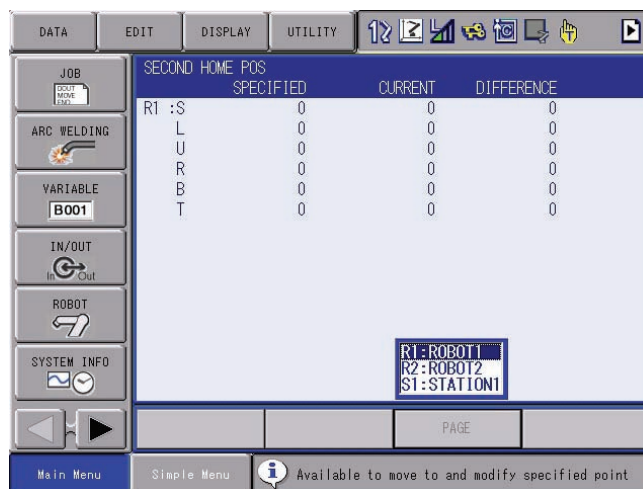 DATA EDIT DISPLAY UTILITY
JOB
DOUT
MOVE
END
ARC WELDING
VARIABLE
B001
IN/OUT
In Out
ROBOT
SYSTEM INFO
SECOND HOME POS
SPECIFIED CURRENT DIFFERENCE
R1 :S 0 0 0
L 0 0 0
U 0 0 0
R 0 0 0
B 0 0 0
T 0 0 0
R1:ROBOT1
R2:ROBOT2
S1:STATION1
PAGE
Main Menu Simple Menu Available to move to and modify specified point